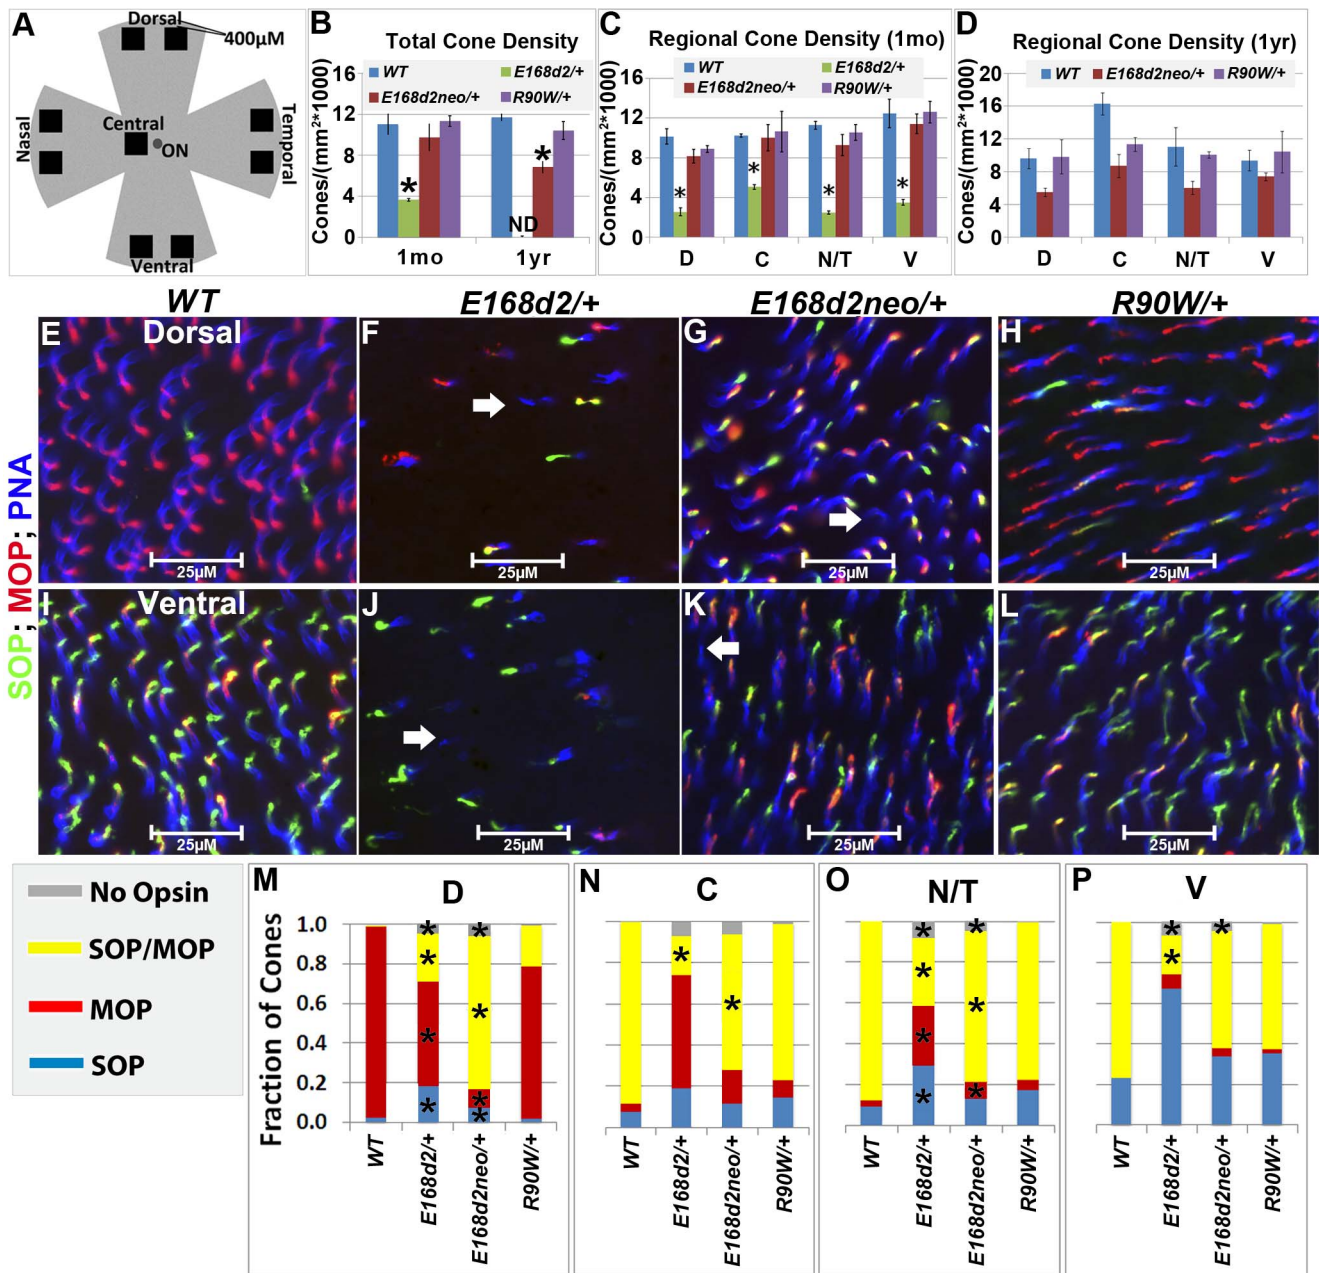 A
Dorsal
400µM
Nasal
Central
ON
Temporal
Ventral
B
Total Cone Density
WT
E168d2/+
E168d2neo/+
R90W/+
Cones/(mm²*1000)
16
12
8
4
0
*
ND
*
1mo
1yr
C
Regional Cone Density (1mo)
WT
E168d2/+
E168d2neo/+
R90W/+
Cones/(mm²*1000)
16
12
8
4
0
*
*
*
*
D
C
N/T
V
D
Regional Cone Density (1yr)
WT
E168d2neo/+
R90W/+
Cones/(mm²*1000)
20
16
12
8
4
0
D
C
N/T
V
WT
E168d2/+
E168d2neo/+
R90W/+
SOP; MOP; PNA
E
Dorsal
25µM
F
25µM
G
25µM
H
25µM
I
Ventral
25µM
J
25µM
K
25µM
L
25µM
No Opsin
SOP/MOP
MOP
SOP
M
D
Fraction of Cones
1.0
0.8
0.6
0.4
0.2
0.0
*
*
*
*
*
*
*
*
WT
E168d2/+
E168d2neo/+
R90W/+
N
C
*
*
WT
E168d2/+
E168d2neo/+
R90W/+
O
N/T
*
*
*
*
*
*
*
WT
E168d2/+
E168d2neo/+
R90W/+
P
V
*
*
*
WT
E168d2/+
E168d2neo/+
R90W/+